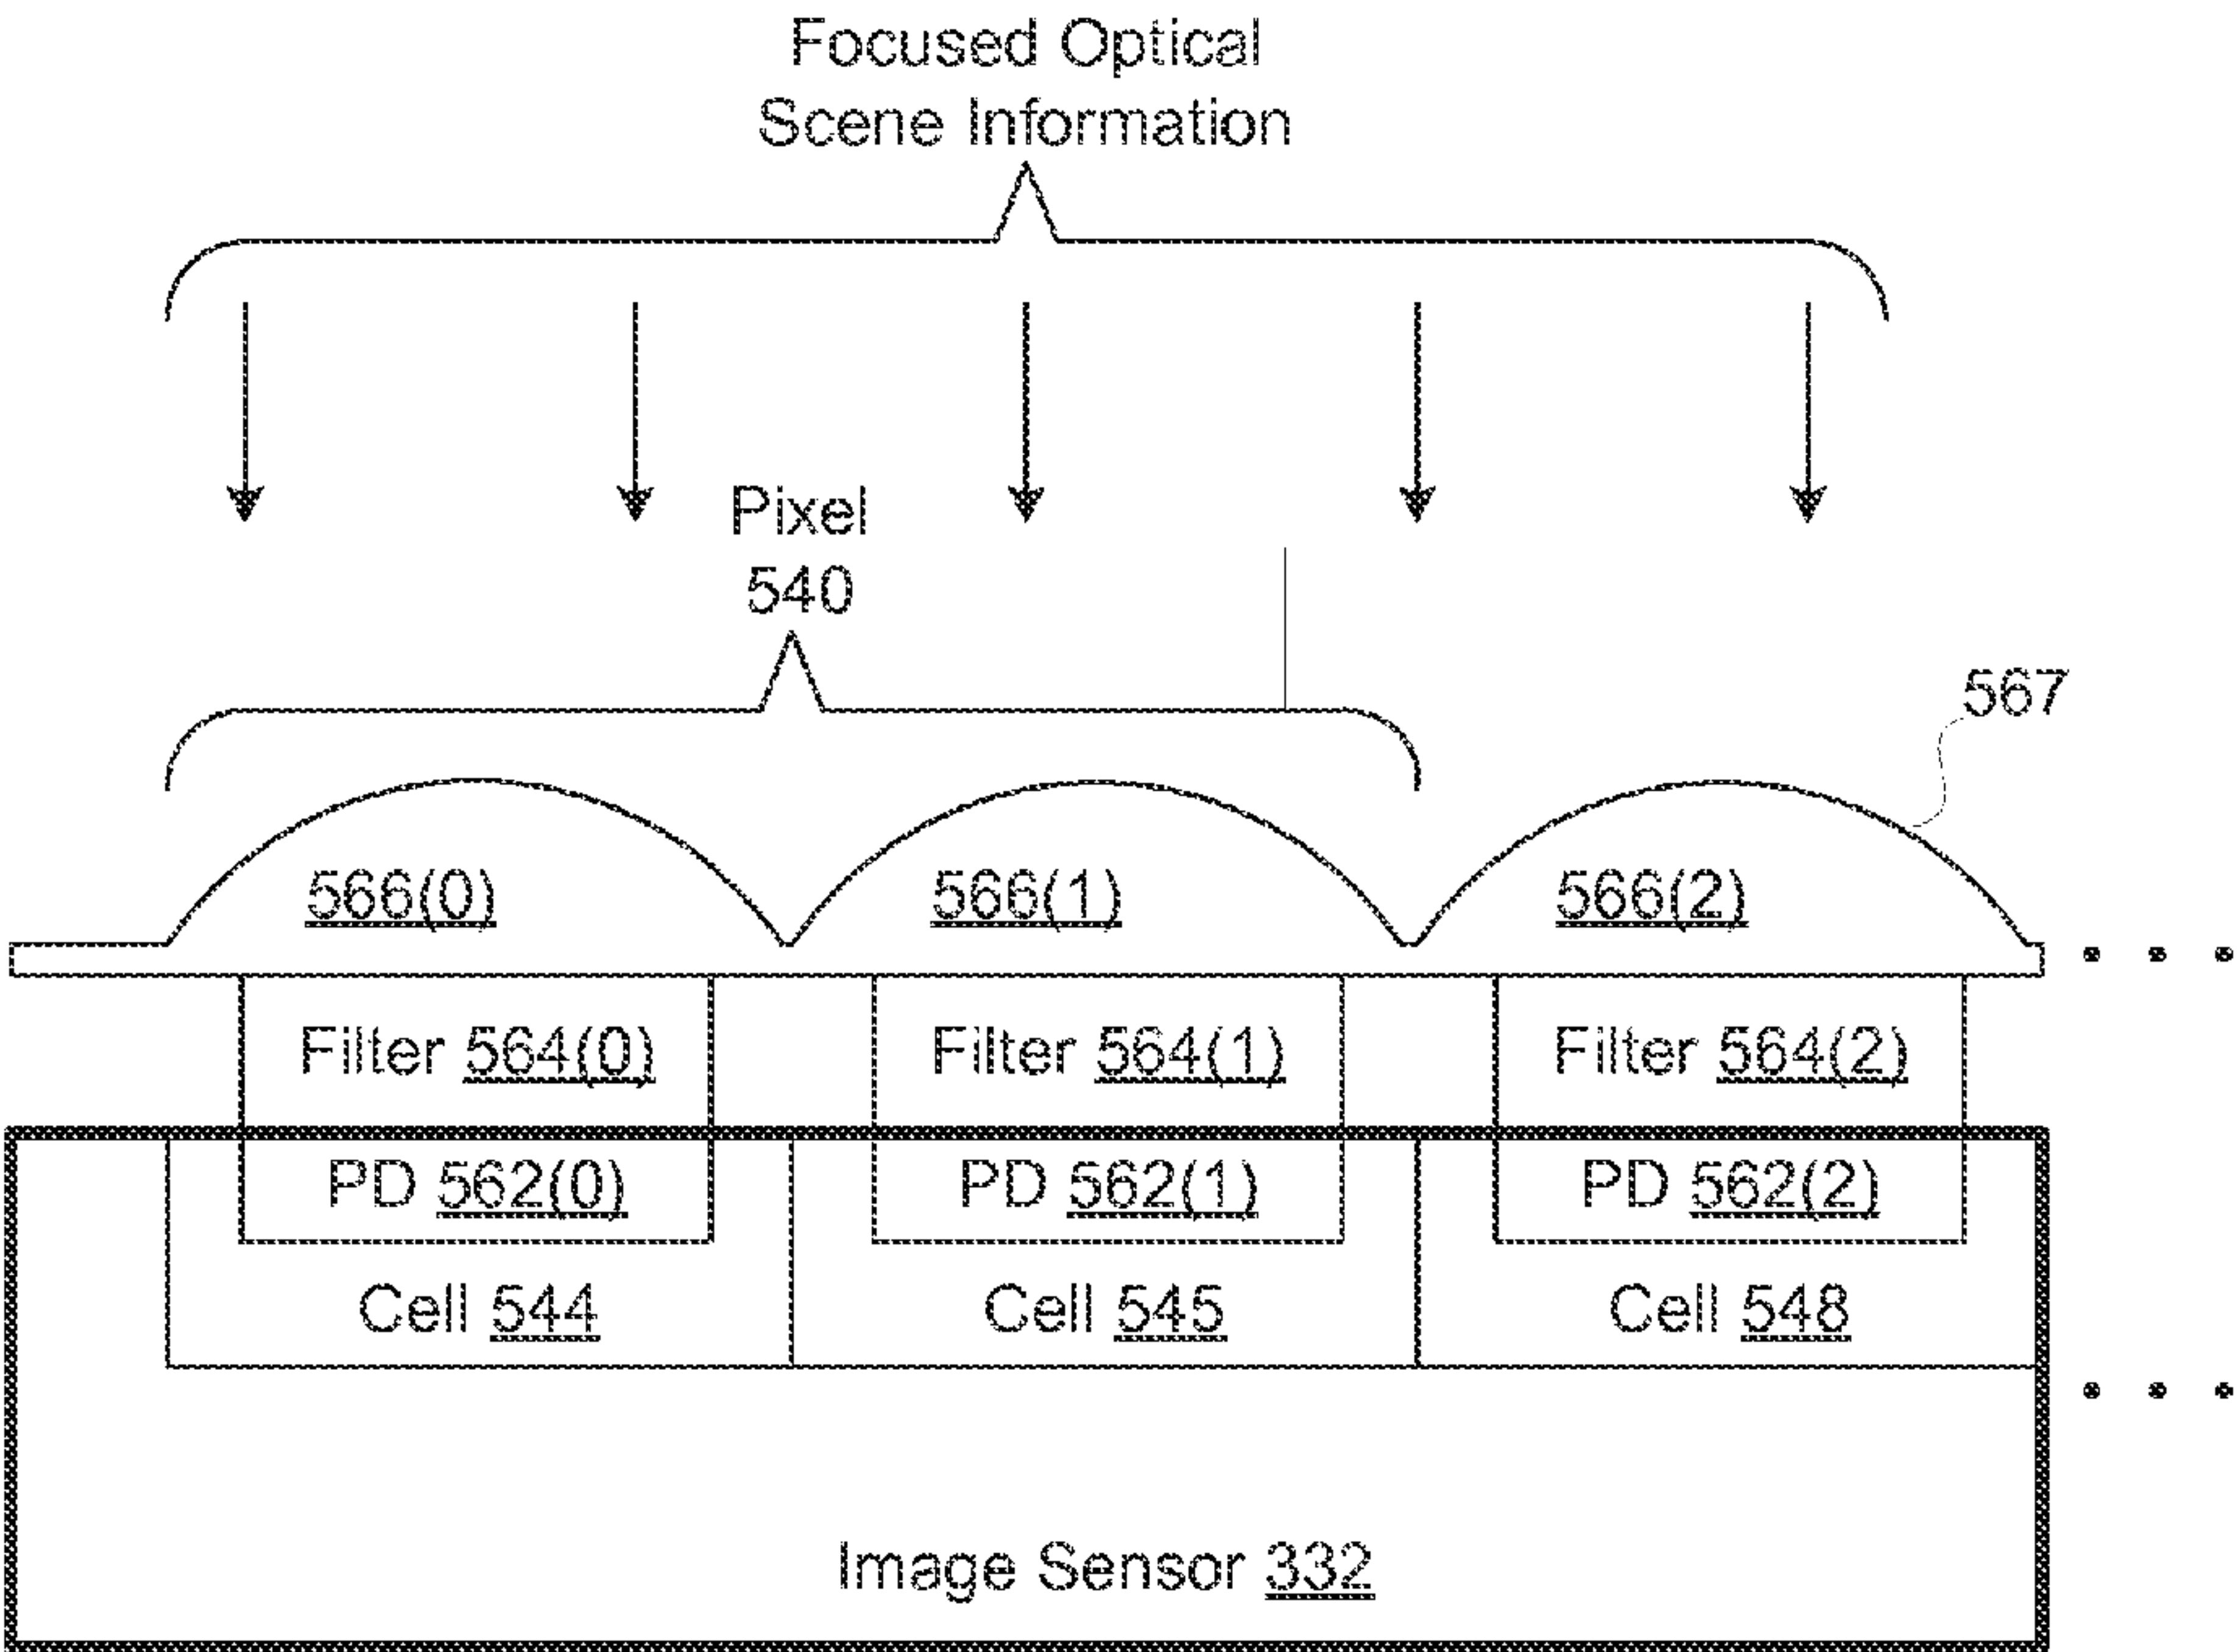 Focused Optical
Scene Information
Pixel
540
567
566(0) 566(1) 566(2)
Filter 564(0) Filter 564(1) Filter 564(2)
PD 562(0) PD 562(1) PD 562(2)
Cell 544 Cell 545 Cell 548
Image Sensor 332